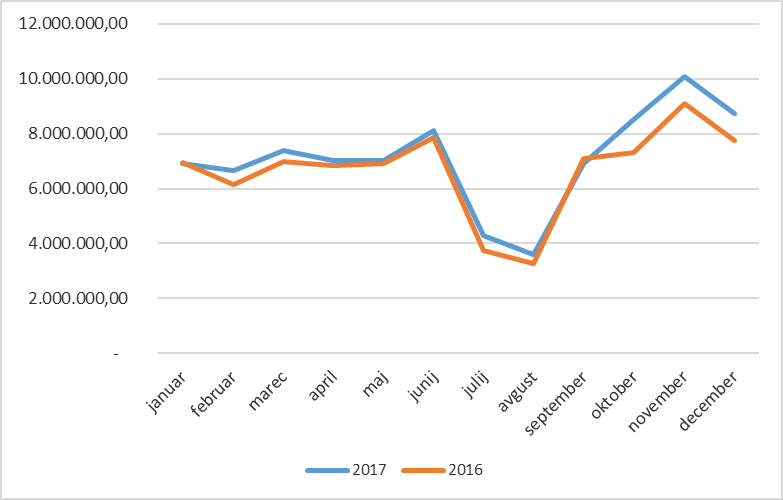 12.000.000,00
10.000.000,00
8.000.000,00
6.000.000,00
4.000.000,00
2.000.000,00
-
januar
februar
marec
april
maj
junij
julij
avgust
september
oktober
november
december
2017
2016